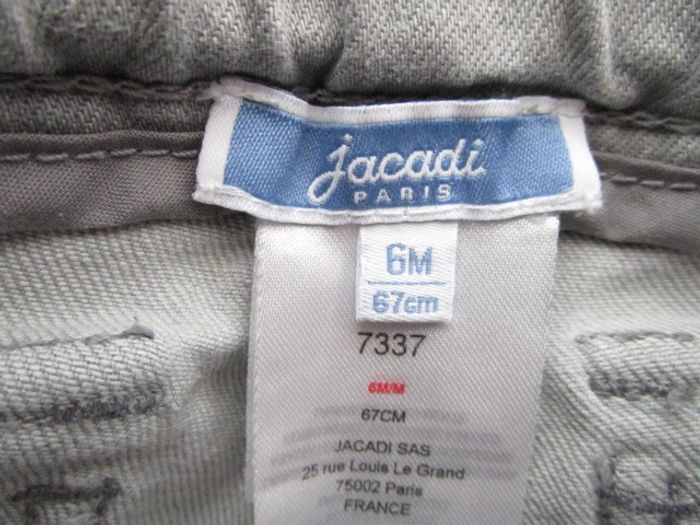 jacadi
PARIS
6M
67cm
7337
6M/M
67CM
JACADI SAS
25 rue Louis Le Grand
75002 Paris
FRANCE